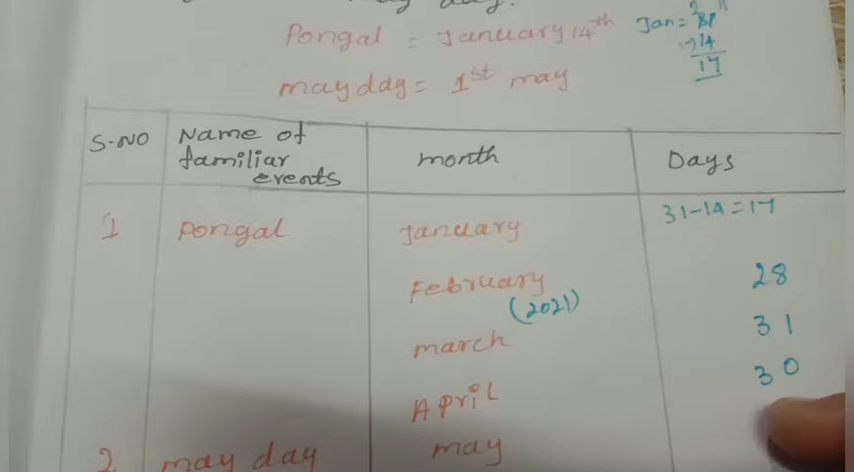 day.
Pongal = January 14th
Jan = 31
-14
17
may day = 1st may
S.NO Name of familiar events month Days
1 Pongal January 31-14=17
February 28
(2021)
march 31
April 30
2 may day may